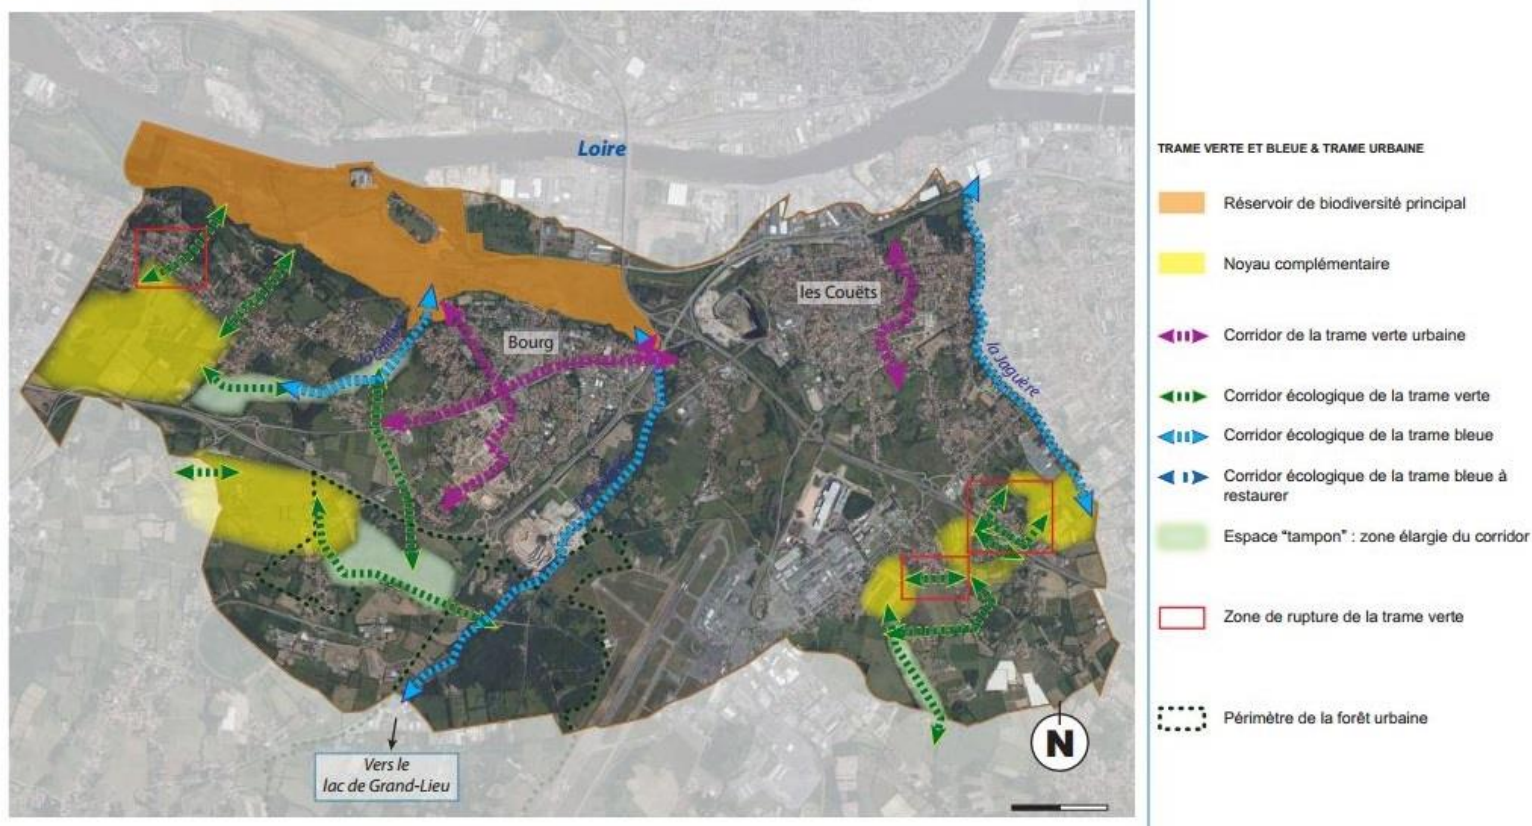 Loire
les Couëts
Bourg
la Jaguère
Vers le
lac de Grand-Lieu
N
TRAME VERTE ET BLEUE & TRAME URBAINE
Réservoir de biodiversité principal
Noyau complémentaire
Corridor de la trame verte urbaine
Corridor écologique de la trame verte
Corridor écologique de la trame bleue
Corridor écologique de la trame bleue à
restaurer
Espace “tampon” : zone élargie du corridor
Zone de rupture de la trame verte
Périmètre de la forêt urbaine